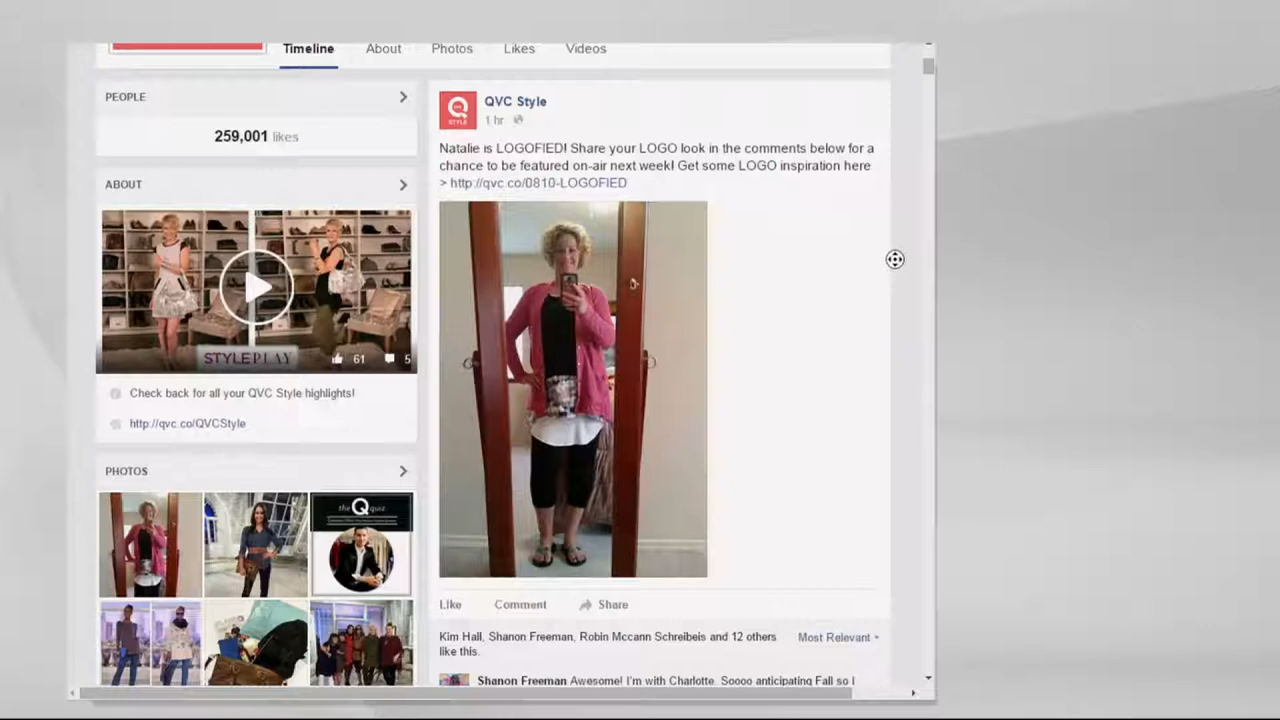 Timeline About Photos Likes Videos
PEOPLE
259,001 likes
ABOUT
STYLEPLAY 61 5
Check back for all your QVC Style highlights!
http://qvc.co/QVCStyle
PHOTOS
the Q quiz
QVC
STYLE
QVC Style
1 hr
Natalie is LOGOFIED! Share your LOGO look in the comments below for a
chance to be featured on-air next week! Get some LOGO inspiration here
> http://qvc.co/0810-LOGOFIED
Like Comment Share
Kim Hall, Shanon Freeman, Robin Mccann Schreibeis and 12 others
like this.
Most Relevant
Shanon Freeman Awesome! I'm with Charlotte. Soooo anticipating Fall so I